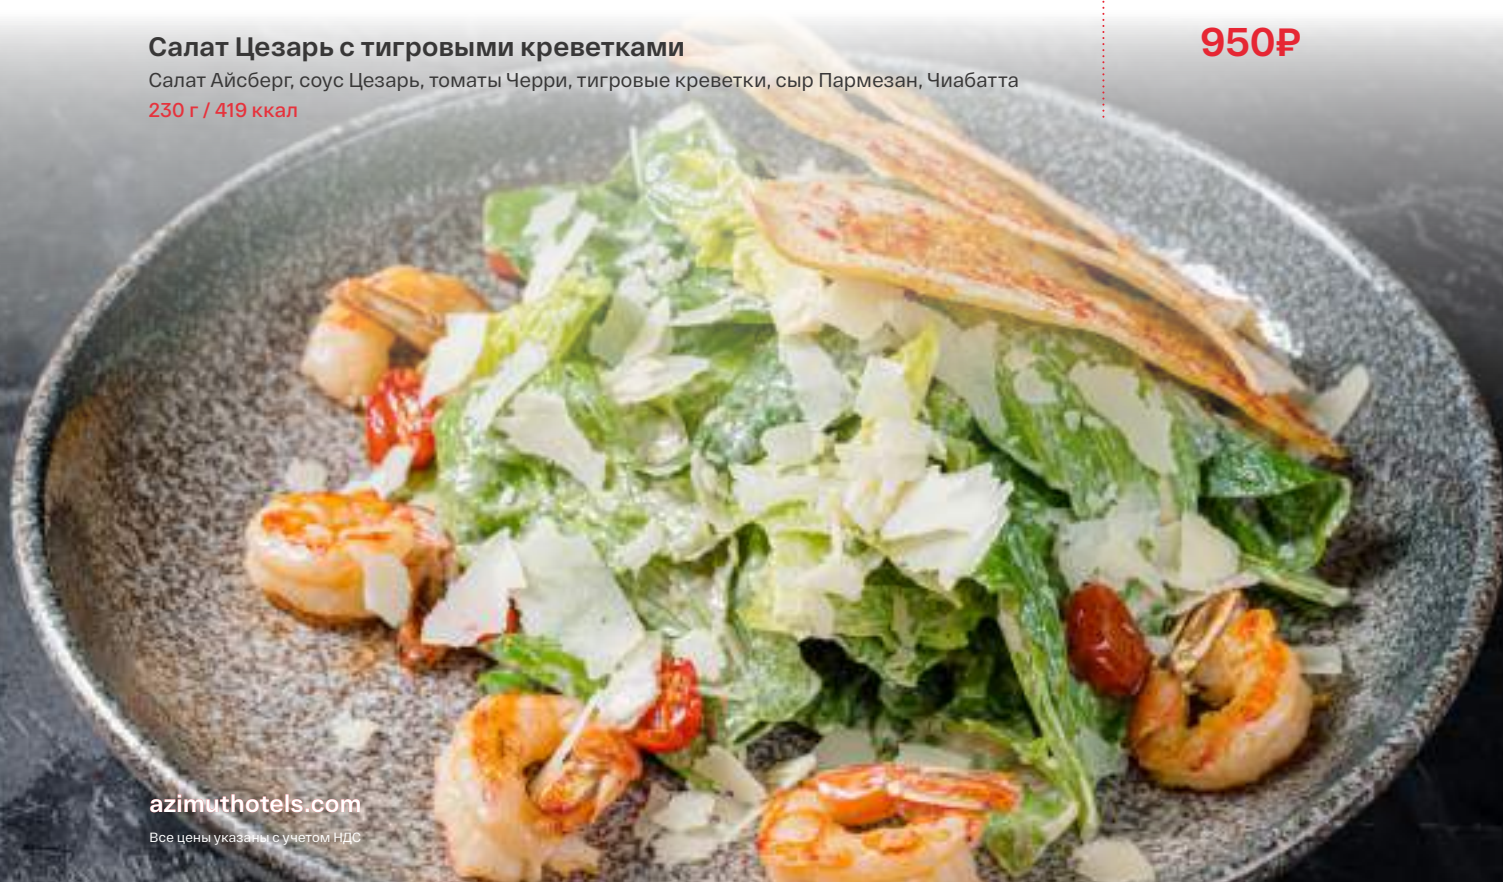 Салат Цезарь с тигровыми креветками
950₽
Салат Айсберг, соус Цезарь, томаты Черри, тигровые креветки, сыр Пармезан, Чиабатта
230 г / 419 ккал
azimuthotels.com
Все цены указаны с учетом НДС